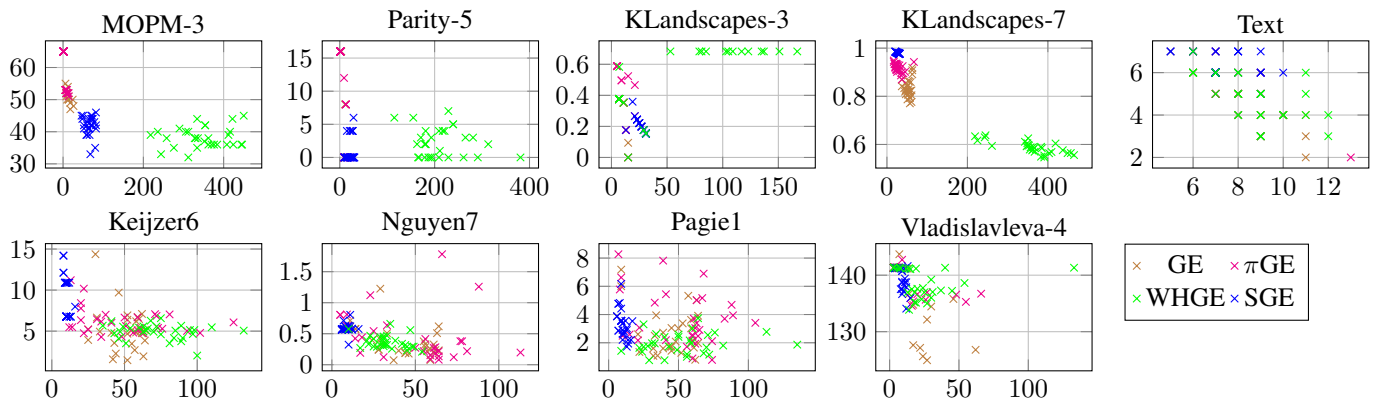 MOPM-3 Parity-5 KLandscapes-3 KLandscapes-7 Text
60
50
40
30
0 200 400
15
10
5
0
0 200 400
0.6
0.4
0.2
0
0 50 100 150
1
0.8
0.6
0 200 400
6
4
2
6 8 10 12
Keijzer6 Nguyen7 Pagie1 Vladislavleva-4
15
10
5
0 50 100
1.5
1
0.5
0
0 50 100
8
6
4
2
0 50 100
140
130
0 50 100
GE πGE
WHGE SGE